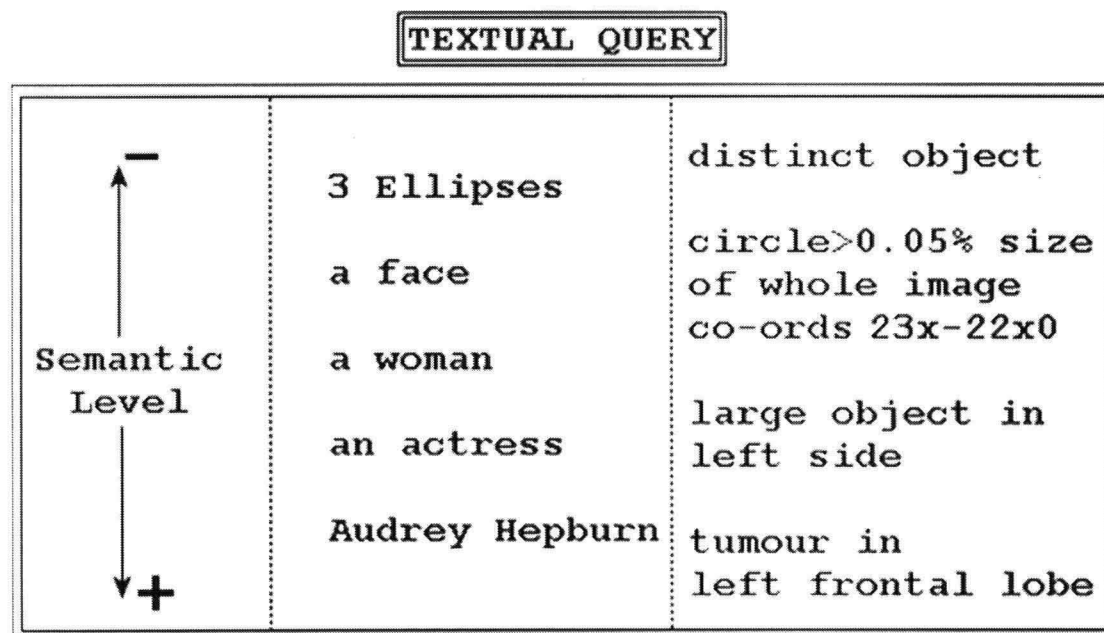 TEXTUAL QUERY
−
Semantic
Level
+
3 Ellipses
a face
a woman
an actress
Audrey Hepburn
distinct object
circle>0.05% size
of whole image
co-ords 23x-22x0
large object in
left side
tumour in
left frontal lobe